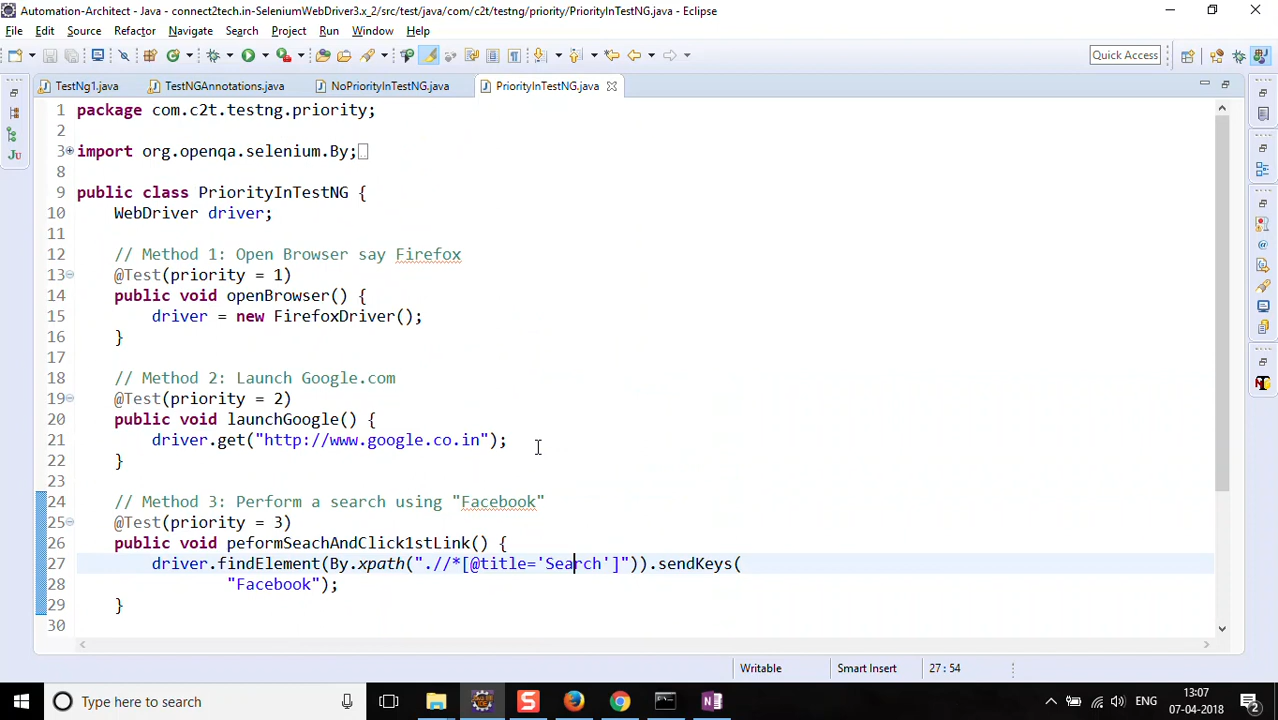 Automation-Architect - Java - connect2tech.in-SeleniumWebDriver3.x_2/src/test/java/com/c2t/testng/priority/PriorityInTestNG.java - Eclipse
File Edit Source Refactor Navigate Search Project Run Window Help
Quick Access
TestNg1.java TestNGAnnotations.java NoPriorityInTestNG.java PriorityInTestNG.java
1 package com.c2t.testng.priority;
2
3 import org.openqa.selenium.By;
8
9 public class PriorityInTestNG {
10 WebDriver driver;
11
12 // Method 1: Open Browser say Firefox
13 @Test(priority = 1)
14 public void openBrowser() {
15 driver = new FirefoxDriver();
16 }
17
18 // Method 2: Launch Google.com
19 @Test(priority = 2)
20 public void launchGoogle() {
21 driver.get("http://www.google.co.in");
22 }
23
24 // Method 3: Perform a search using "Facebook"
25 @Test(priority = 3)
26 public void peformSeachAndClick1stLink() {
27 driver.findElement(By.xpath(".//*[@title='Search']")).sendKeys(
28 "Facebook");
29 }
30
Writable Smart Insert 27 : 54
Type here to search
ENG
13:07
07-04-2018
2